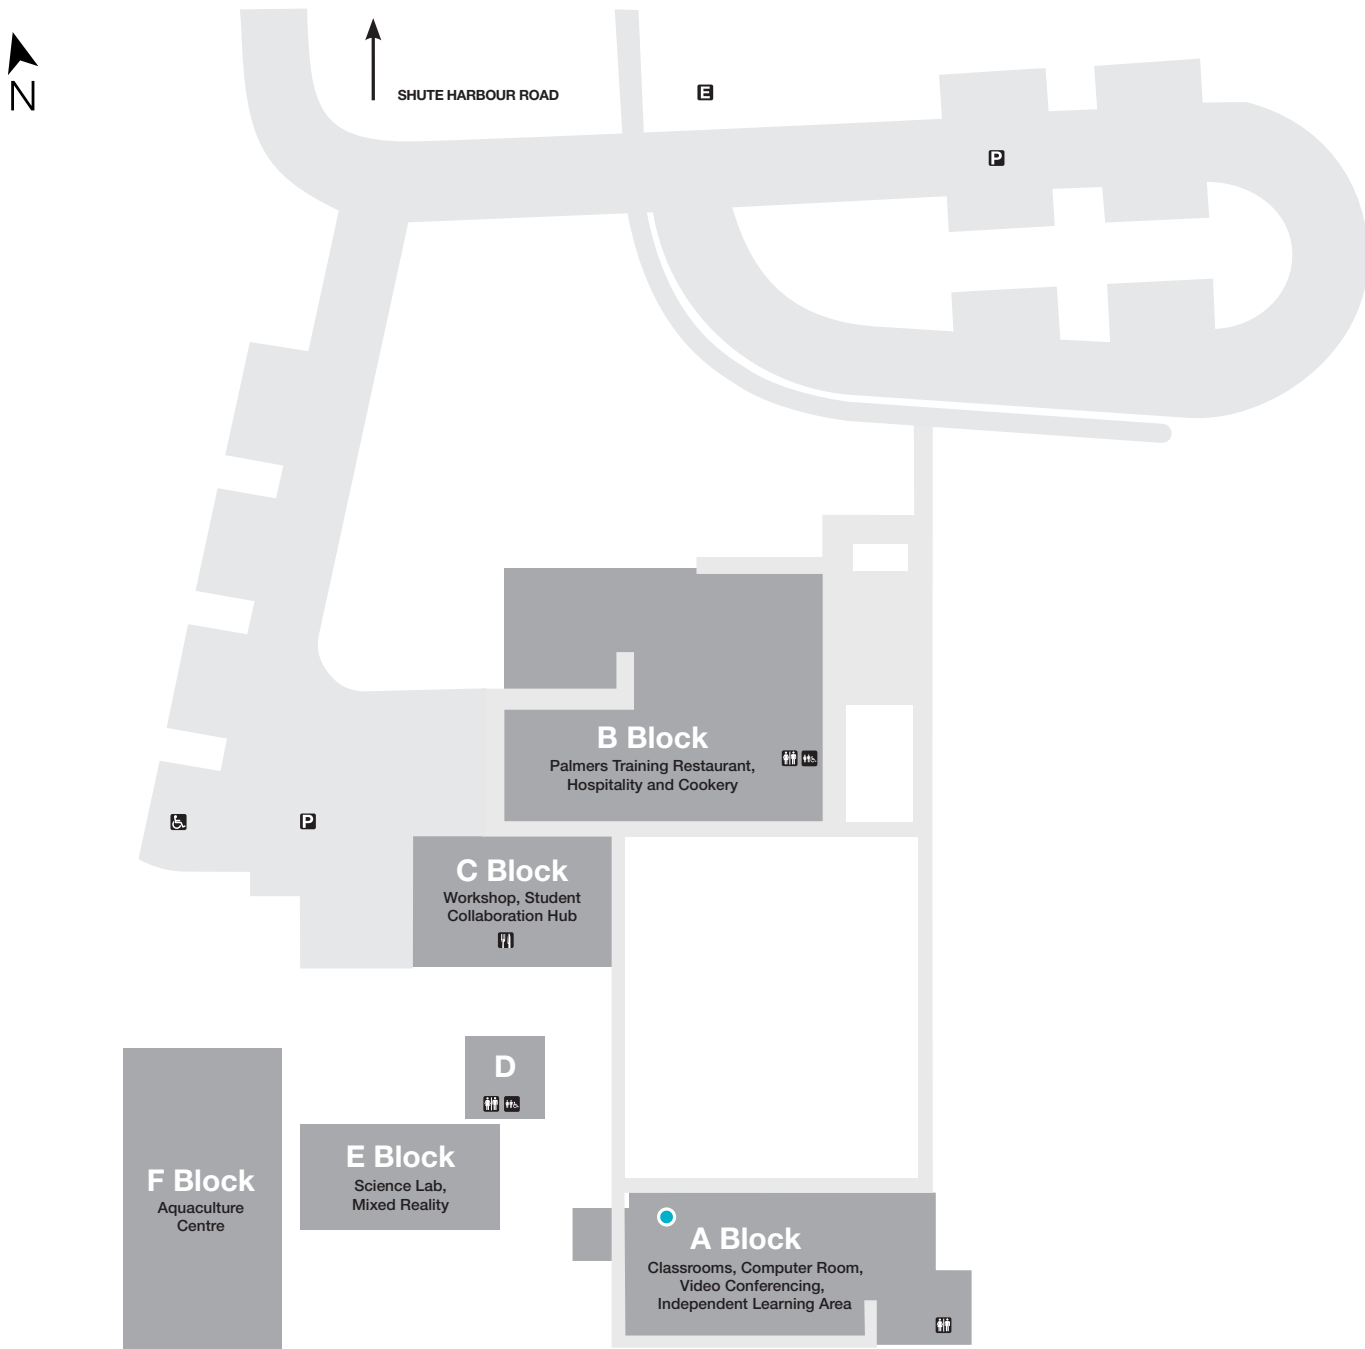 N
SHUTE HARBOUR ROAD
E
P
B Block
Palmers Training Restaurant,
Hospitality and Cookery
P
C Block
Workshop, Student
Collaboration Hub
D
E Block
Science Lab,
Mixed Reality
F Block
Aquaculture
Centre
A Block
Classrooms, Computer Room,
Video Conferencing,
Independent Learning Area